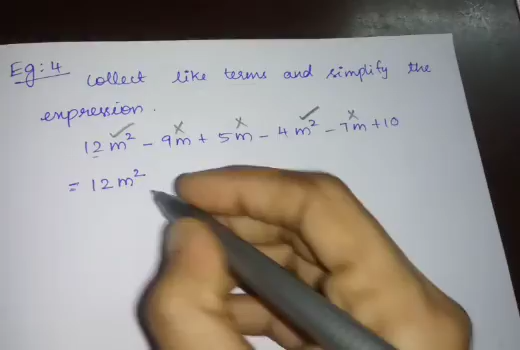 Eg: 4 collect like terms and simplify the
expression.
12m² - 9m + 5m - 4m² - 7m + 10
= 12m²